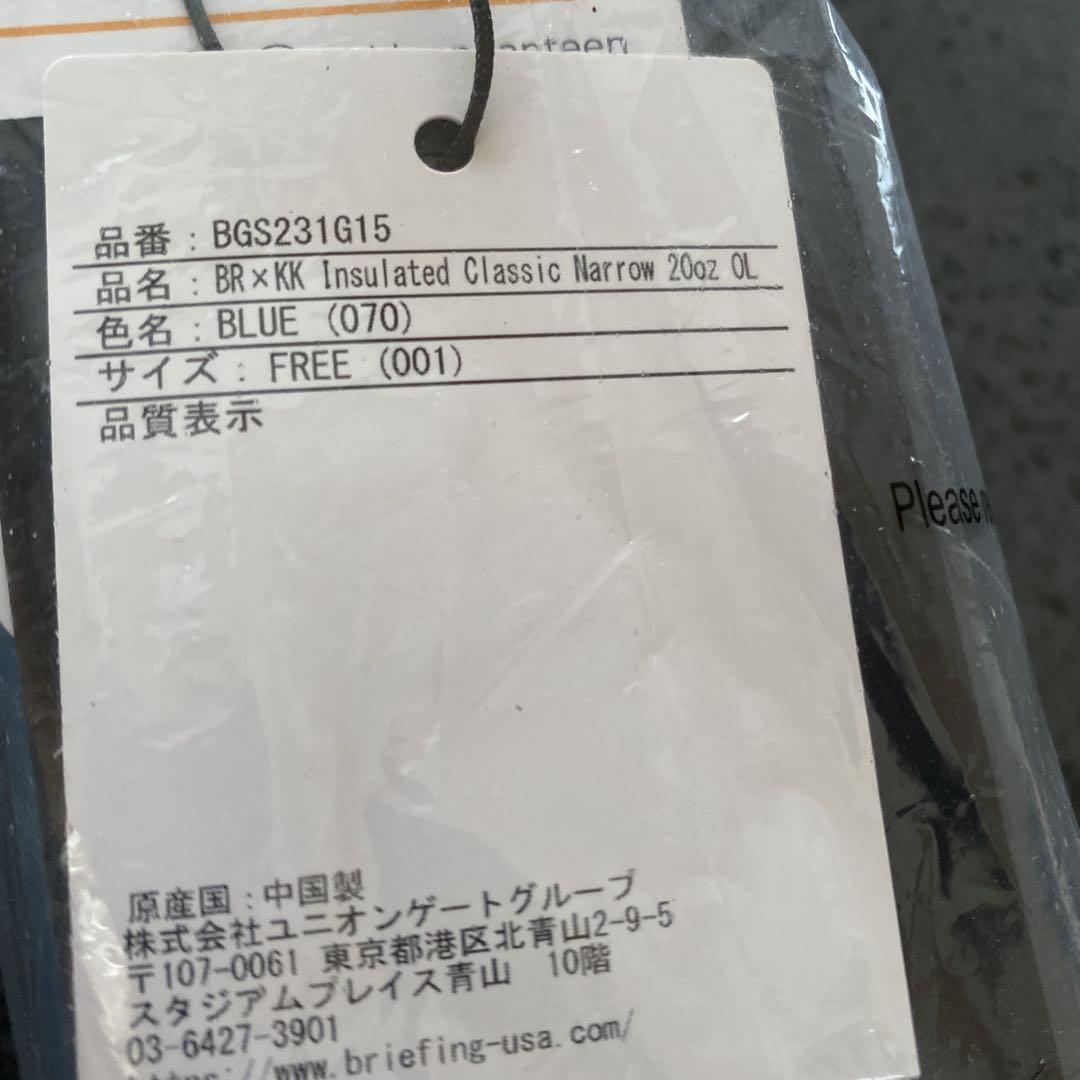 品番：BGS231G15
品名：BR×KK Insulated Classic Narrow 20oz OL
色名：BLUE (070)
サイズ：FREE (001)
品質表示
Please
原産国：中国製
株式会社ユニオンゲートグループ
〒107-0061 東京都港区北青山2-9-5
スタジアムプレイス青山 10階
03-6427-3901
https://www.briefing-usa.com/